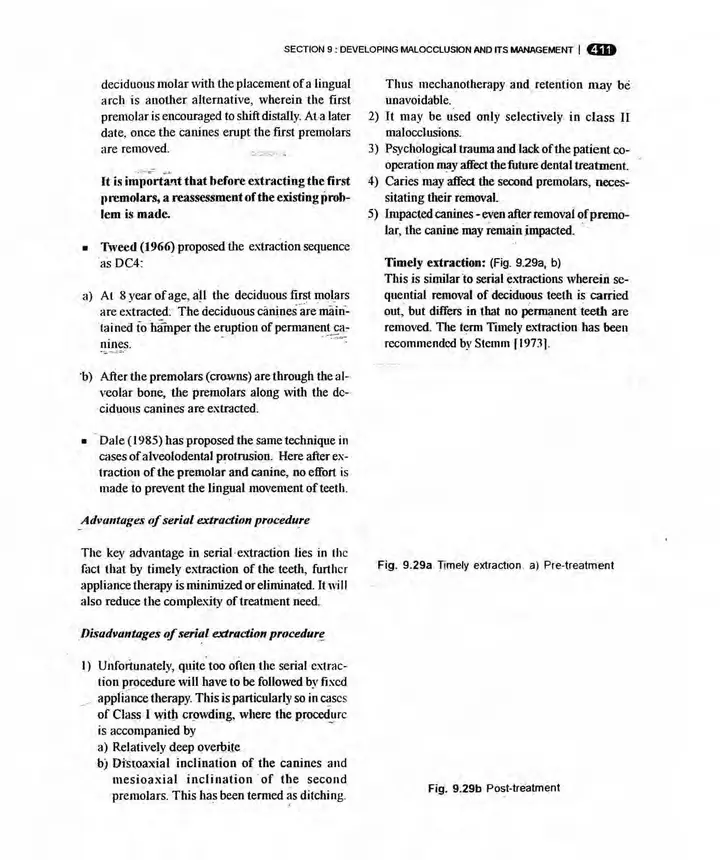 SECTION 9 : DEVELOPING MALOCCLUSION AND ITS MANAGEMENT | 411
deciduous molar with the placement of a lingual
arch is another alternative, wherein the first
premolar is encouraged to shift distally. At a later
date, once the canines erupt the first premolars
are removed.
It is important that before extracting the first
premolars, a reassessment of the existing prob-
lem is made.
■ Tweed (1966) proposed the extraction sequence
as DC4:
a) At 8 year of age, all the deciduous first molars
are extracted. The deciduous canines are main-
tained to hamper the eruption of permanent ca-
nines.
b) After the premolars (crowns) are through the al-
veolar bone, the premolars along with the de-
ciduous canines are extracted.
■ Dale (1985) has proposed the same technique in
cases of alveolodental protrusion. Here after ex-
traction of the premolar and canine, no effort is
made to prevent the lingual movement of teeth.
Advantages of serial extraction procedure
The key advantage in serial extraction lies in the
fact that by timely extraction of the teeth, further
appliance therapy is minimized or eliminated. It will
also reduce the complexity of treatment need.
Disadvantages of serial extraction procedure
1) Unfortunately, quite too often the serial extrac-
tion procedure will have to be followed by fixed
appliance therapy. This is particularly so in cases
of Class I with crowding, where the procedure
is accompanied by
a) Relatively deep overbite
b) Distoaxial inclination of the canines and
mesioaxial inclination of the second
premolars. This has been termed as ditching.
Thus mechanotherapy and retention may be
unavoidable.
2) It may be used only selectively in class II
malocclusions.
3) Psychological trauma and lack of the patient co-
operation may affect the future dental treatment.
4) Caries may affect the second premolars, neces-
sitating their removal.
5) Impacted canines - even after removal of premo-
lar, the canine may remain impacted.
Timely extraction: (Fig. 9.29a, b)
This is similar to serial extractions wherein se-
quential removal of deciduous teeth is carried
out, but differs in that no permanent teeth are
removed. The term Timely extraction has been
recommended by Stemm [1973].
Fig. 9.29a Timely extraction. a) Pre-treatment
Fig. 9.29b Post-treatment